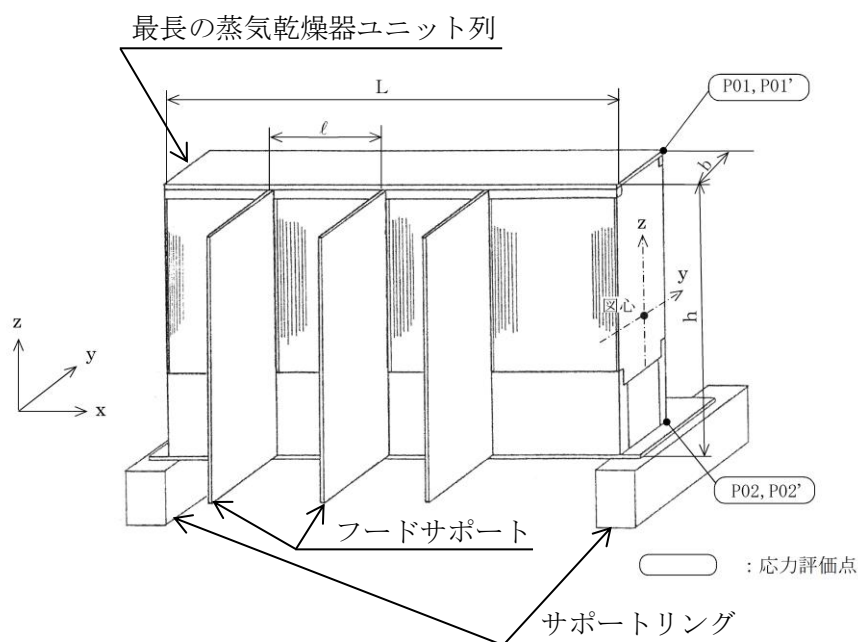 最長の蒸気乾燥器ユニット列
P01, P01’
L
ℓ
b
z
y
図心
h
z
y
x
P02, P02’
フードサポート
：応力評価点
サポートリング